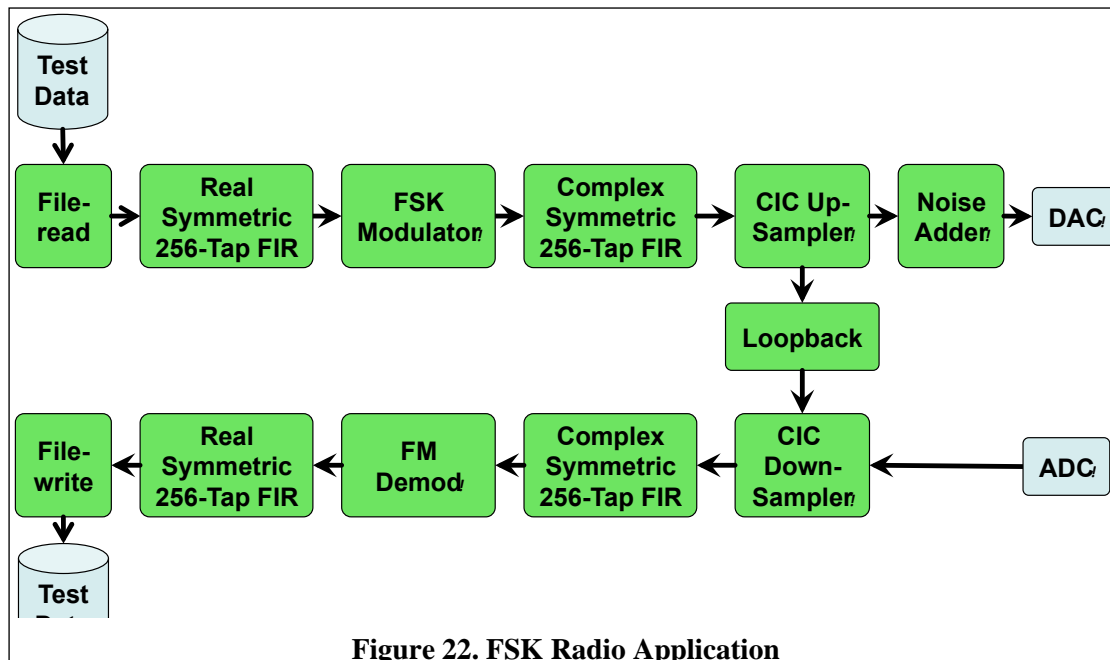 Test
Data
File-
read
Real
Symmetric
256-Tap FIR
FSK
Modulator
Complex
Symmetric
256-Tap FIR
CIC Up-
Sampler
Noise
Adder
DAC
Loopback
File-
write
Real
Symmetric
256-Tap FIR
FM
Demod
Complex
Symmetric
256-Tap FIR
CIC
Down-
Sampler
ADC
Test
Figure 22. FSK Radio Application